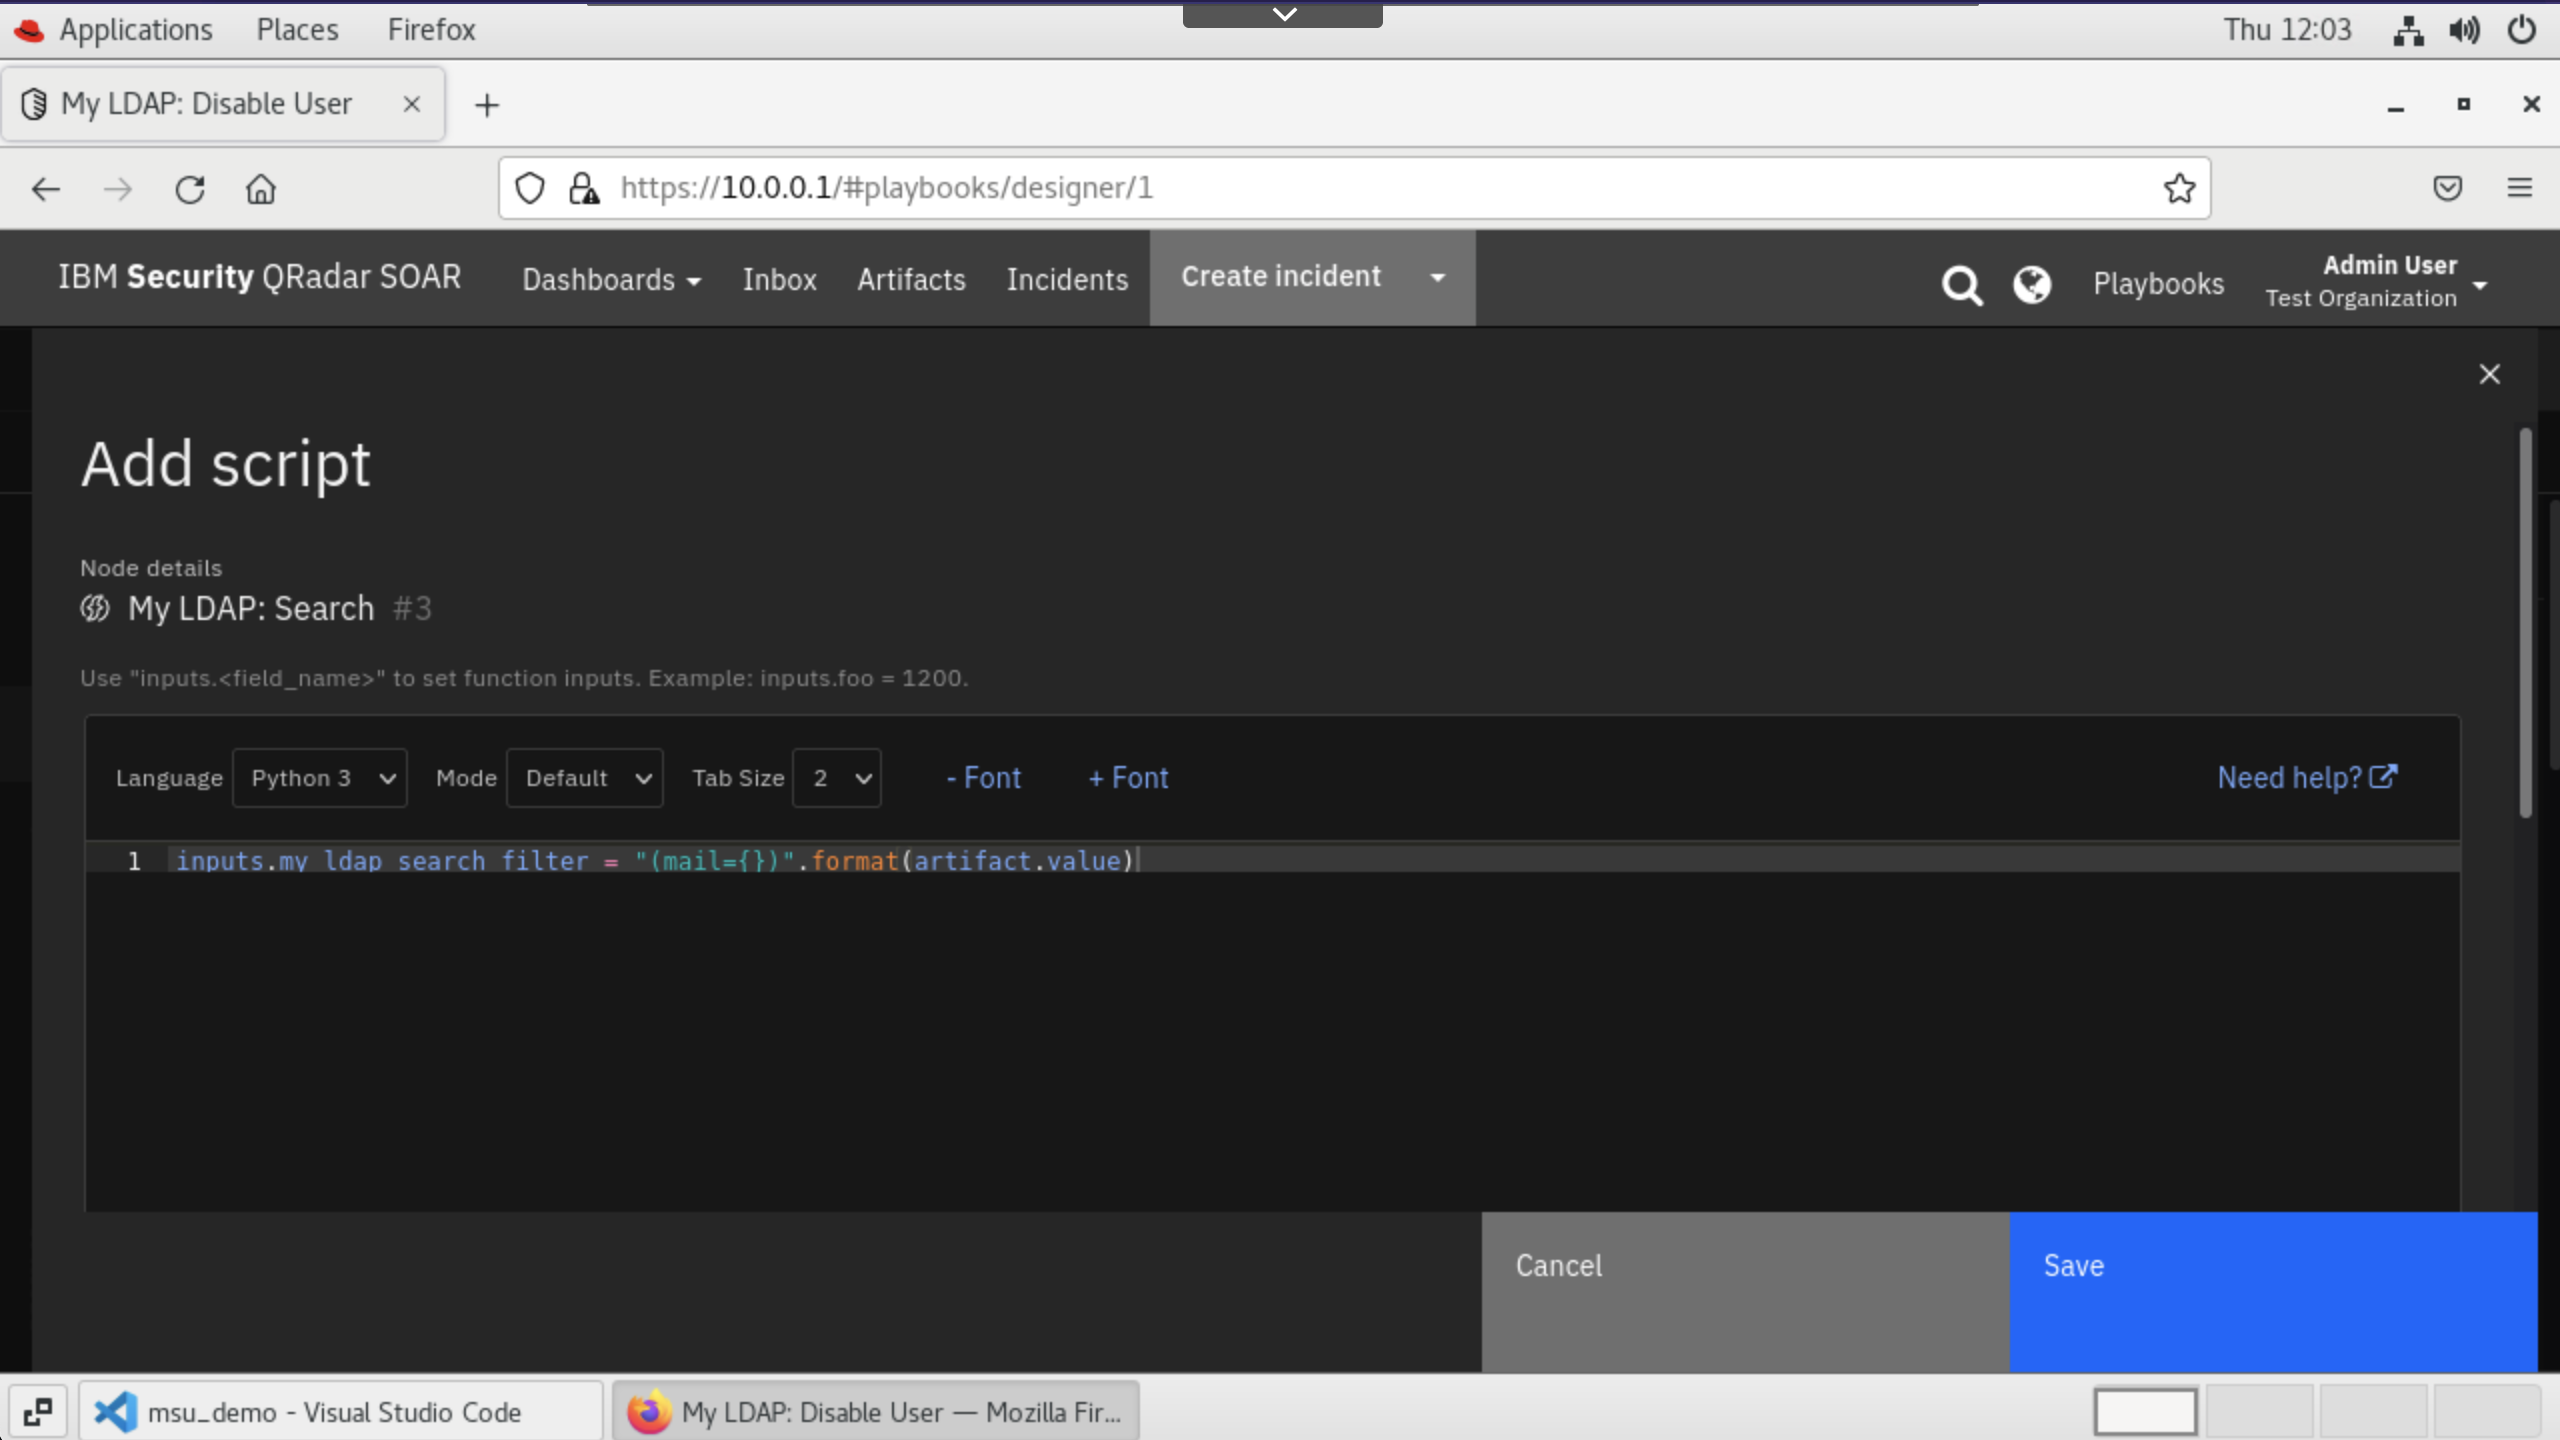 Applications Places Firefox Thu 12:03
My LDAP: Disable User
https://10.0.0.1/#playbooks/designer/1
IBM Security QRadar SOAR Dashboards Inbox Artifacts Incidents Create incident Playbooks Admin User
Test Organization
Add script
Node details
My LDAP: Search #3
Use "inputs.<field_name>" to set function inputs. Example: inputs.foo = 1200.
Language Python 3 Mode Default Tab Size 2 - Font + Font Need help?
1 inputs.my_ldap_search_filter = "(mail={})".format(artifact.value)
Cancel Save
msu_demo - Visual Studio Code My LDAP: Disable User — Mozilla Fir...